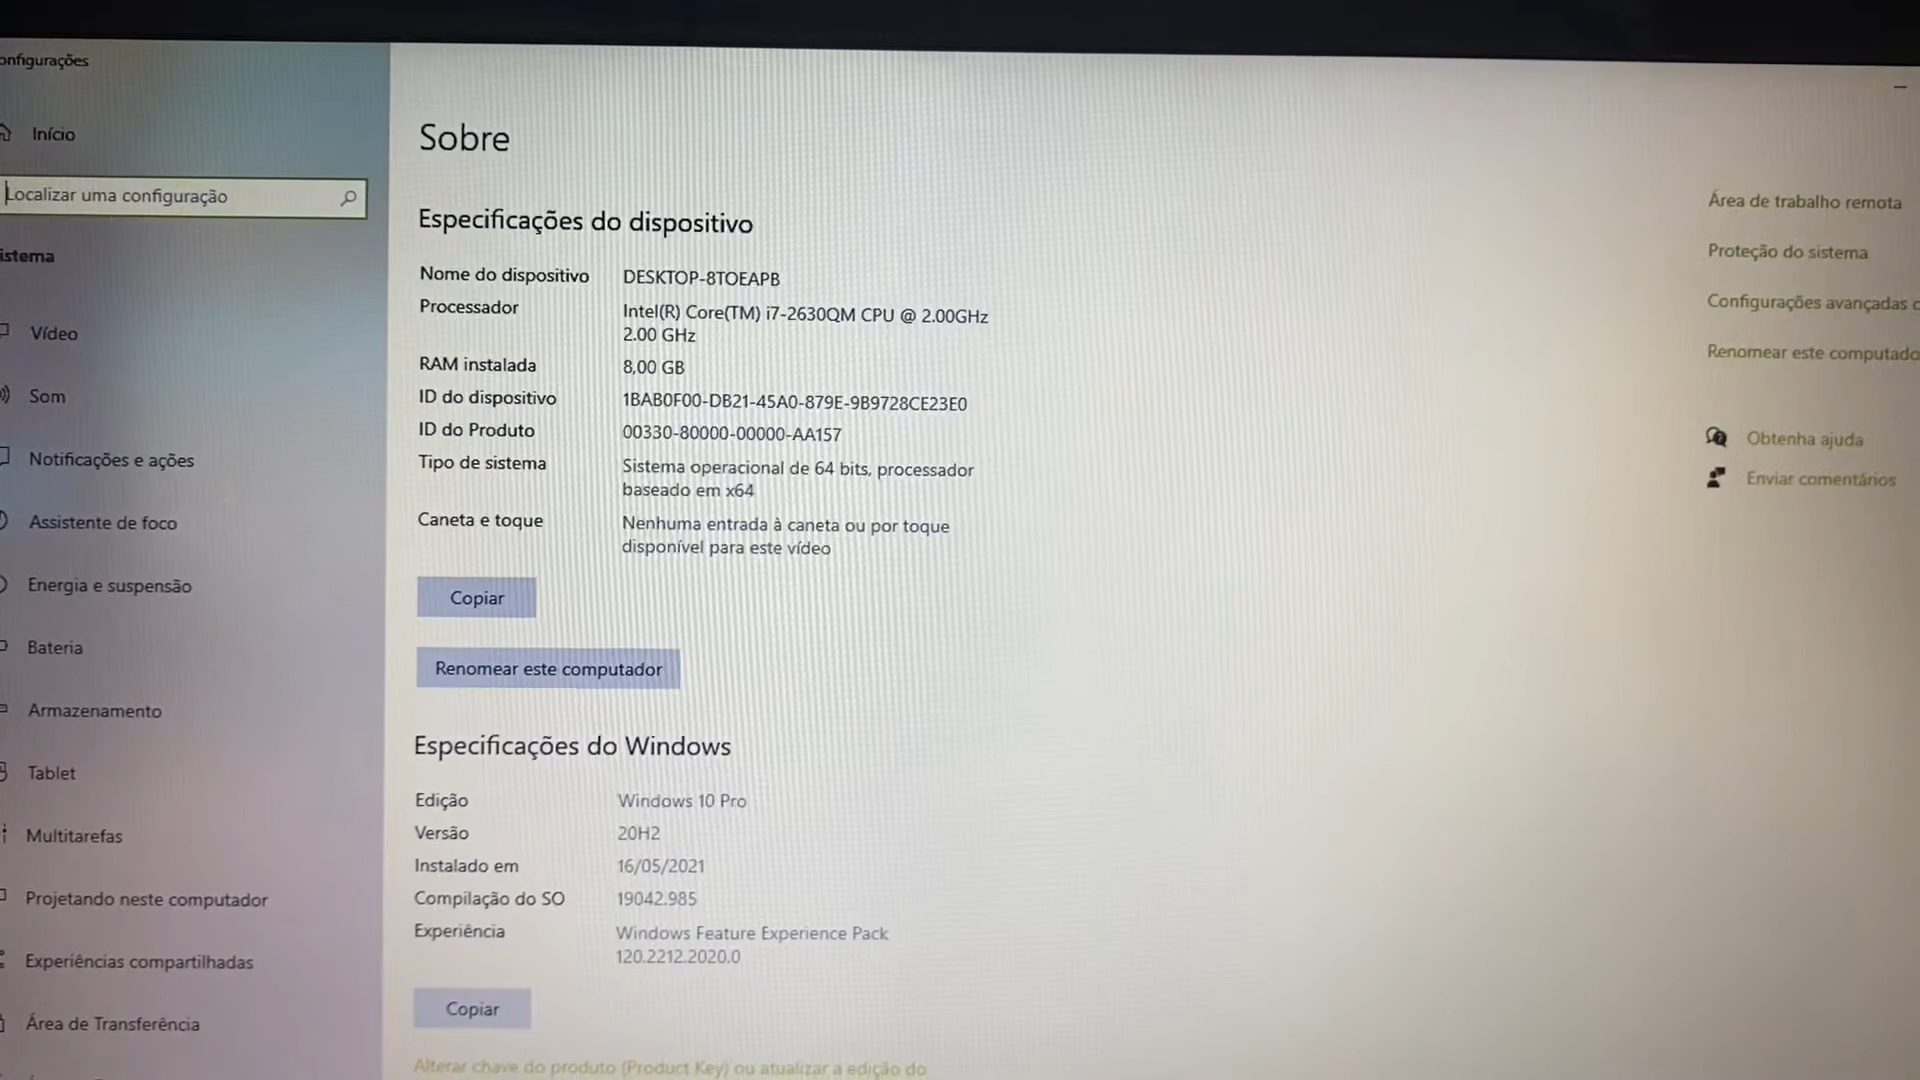 onfigurações
Início
Localizar uma configuração
istema
Vídeo
Som
Notificações e ações
Assistente de foco
Energia e suspensão
Bateria
Armazenamento
Tablet
Multitarefas
Projetando neste computador
Experiências compartilhadas
Área de Transferência
Sobre
Especificações do dispositivo
Nome do dispositivo DESKTOP-8TOEAPB
Processador Intel(R) Core(TM) i7-2630QM CPU @ 2.00GHz
2.00 GHz
RAM instalada 8,00 GB
ID do dispositivo 1BAB0F00-DB21-45A0-879E-9B9728CE23E0
ID do Produto 00330-80000-00000-AA157
Tipo de sistema Sistema operacional de 64 bits, processador
baseado em x64
Caneta e toque Nenhuma entrada à caneta ou por toque
disponível para este vídeo
Copiar
Renomear este computador
Especificações do Windows
Edição Windows 10 Pro
Versão 20H2
Instalado em 16/05/2021
Compilação do SO 19042.985
Experiência Windows Feature Experience Pack
120.2212.2020.0
Copiar
Alterar chave do produto (Product Key) ou atualizar a edição do
Área de trabalho remota
Proteção do sistema
Configurações avançadas
Renomear este computado
Obtenha ajuda
Enviar comentários